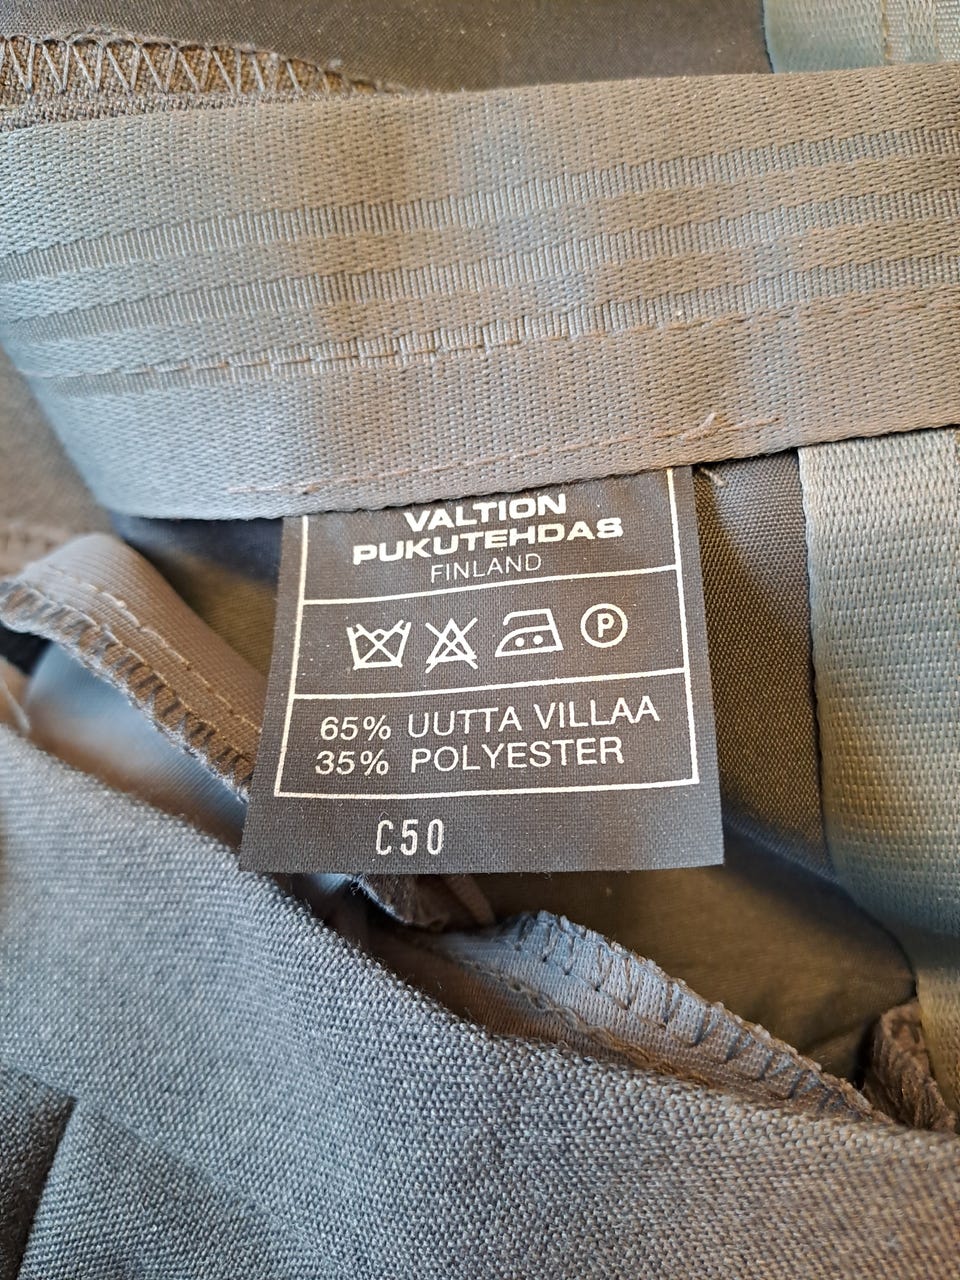 VALTION
PUKUTEHDAS
FINLAND
P
65% UUTTA VILLAA
35% POLYESTER
C50